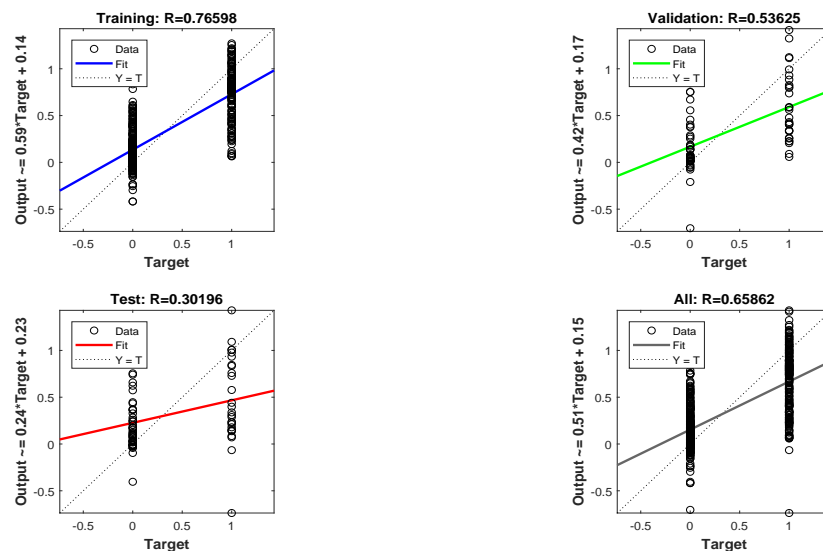 Training: R=0.76598
Output ~= 0.59*Target + 0.14
Data
Fit
Y = T
1
0.5
0
-0.5
-0.5 0 0.5 1
Target
Validation: R=0.53625
Output ~= 0.42*Target + 0.17
Data
Fit
Y = T
1
0.5
0
-0.5
-0.5 0 0.5 1
Target
Test: R=0.30196
Output ~= 0.24*Target + 0.23
Data
Fit
Y = T
1
0.5
0
-0.5
-0.5 0 0.5 1
Target
All: R=0.65862
Output ~= 0.51*Target + 0.15
Data
Fit
Y = T
1
0.5
0
-0.5
-0.5 0 0.5 1
Target